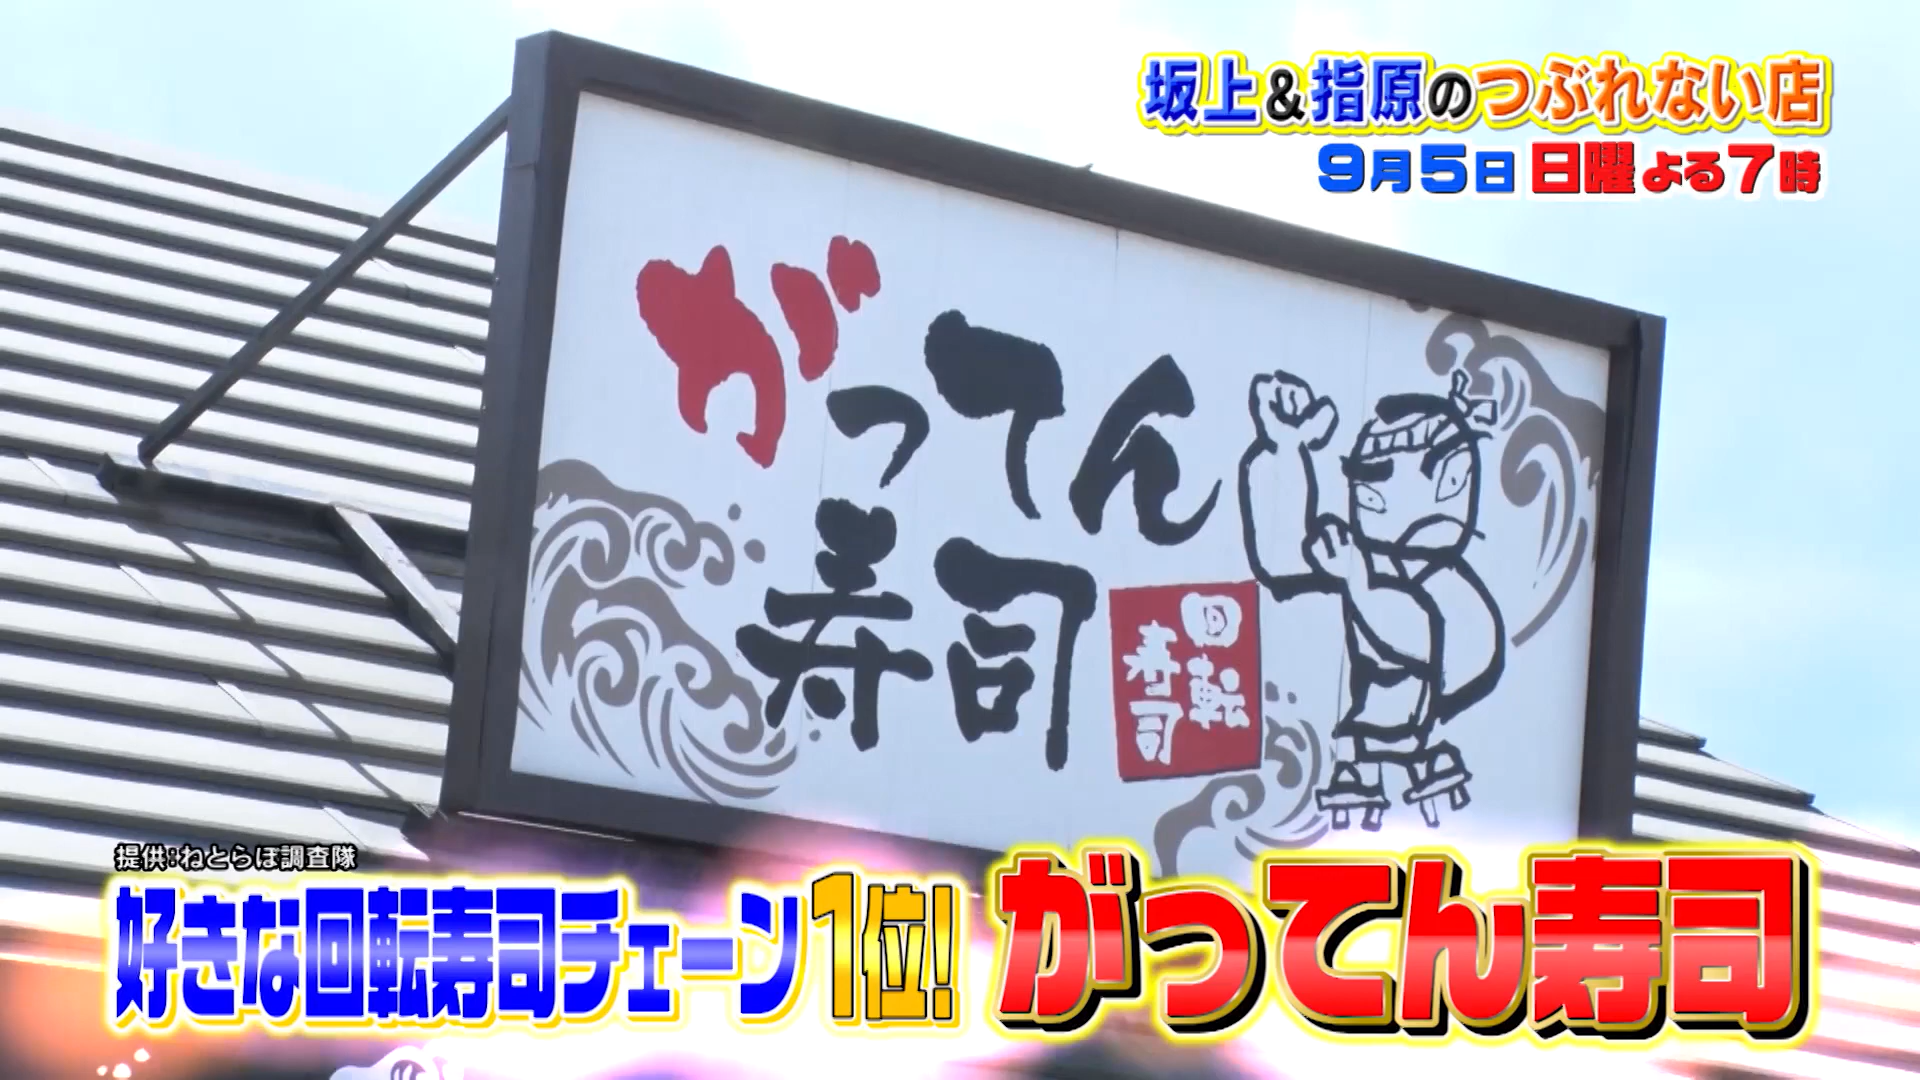 坂上&指原のつぶれない店
9月5日 日曜 よる7時
がってん
寿司
回転
寿司
提供:ねとらぼ調査隊
好きな回転寿司チェーン1位! がってん寿司